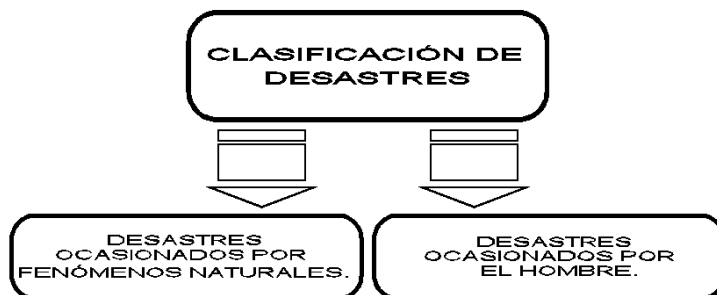 CLASIFICACIÓN DE
DESASTRES
DESASTRES
OCASIONADOS POR
FENÓMENOS NATURALES.
DESASTRES
OCASIONADOS POR
EL HOMBRE.